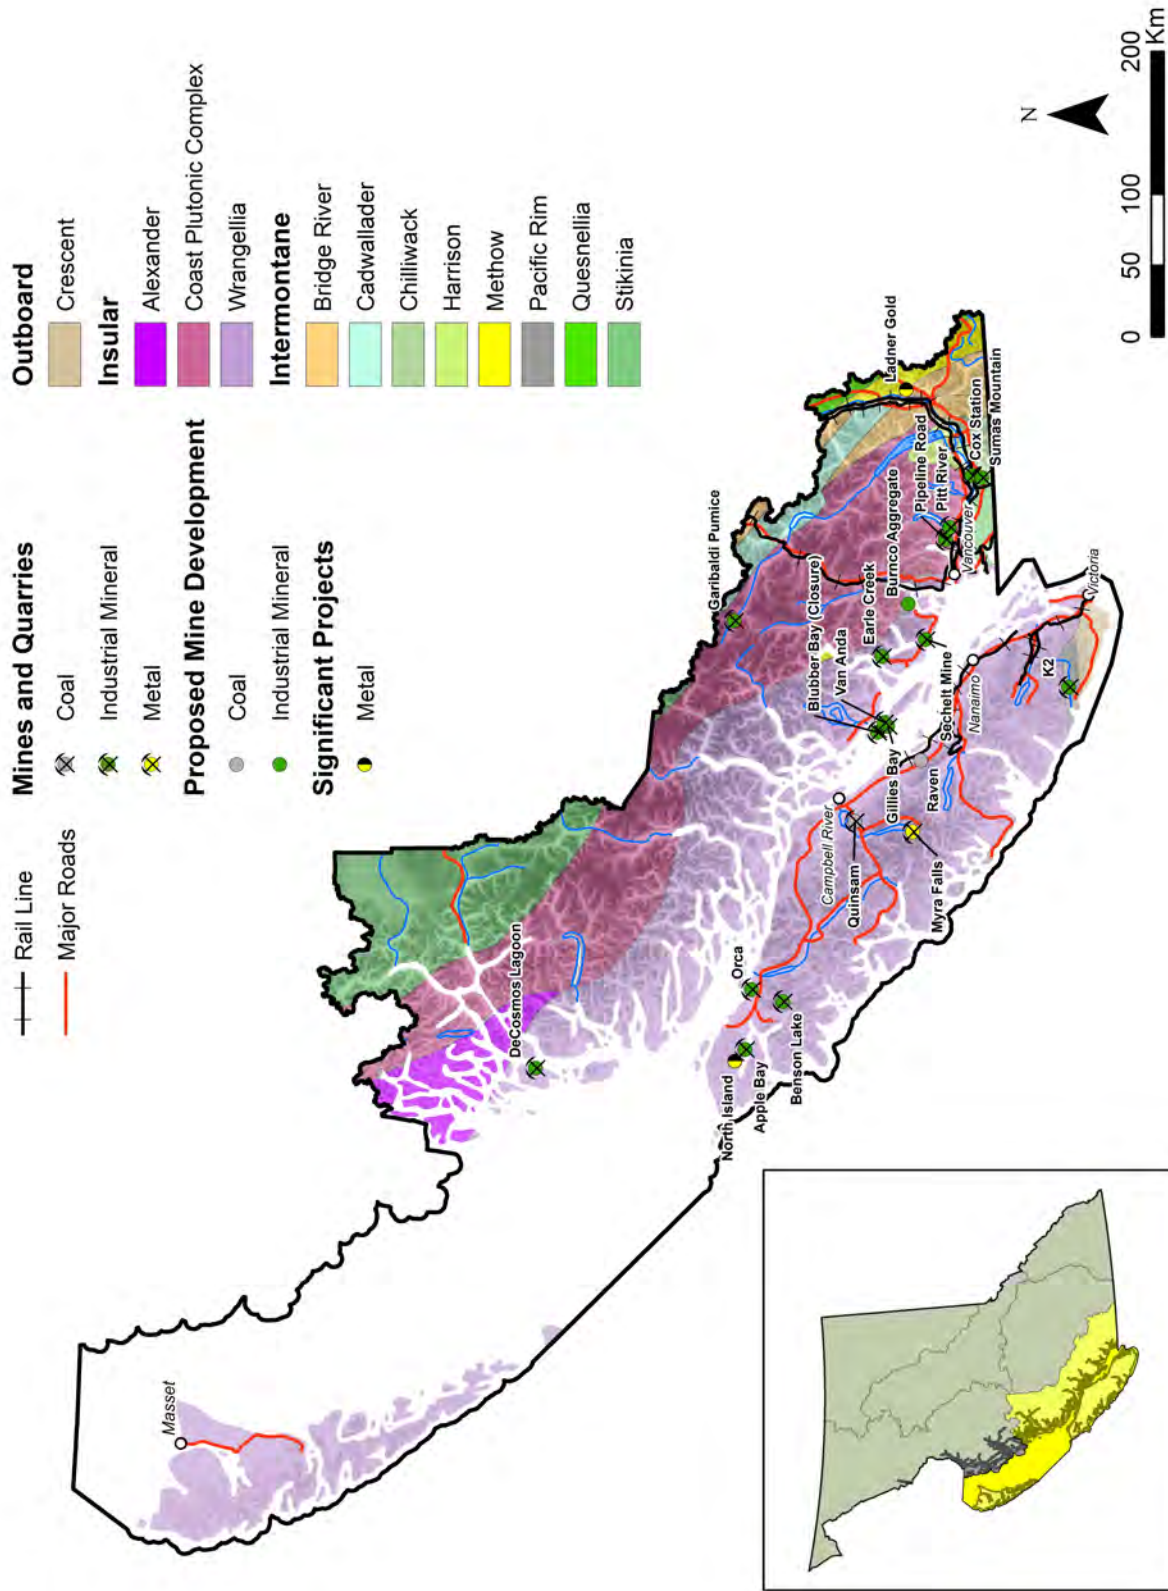 Rail Line
Major Roads
Mines and Quarries
Coal
Industrial Mineral
Metal
Proposed Mine Development
Coal
Industrial Mineral
Significant Projects
Metal
Outboard
Crescent
Insular
Alexander
Coast Plutonic Complex
Wrangellia
Intermontane
Bridge River
Cadwallader
Chilliwack
Harrison
Methow
Pacific Rim
Quesnellia
Stikinia
Masset
DeCosmos Lagoon
North Island
Apple Bay
Benson Lake
Orca
Campbell River
Quinsam
Myra Falls
Gillies Bay
Raven
Blubber Bay (Closure)
Van Anda
Earle Creek
Burnco Aggregate
Sechelt Mine
Nanaimo
K2
Victoria
Garibaldi Pumice
Pipeline Road
Pitt River
Vancouver
Cox Station
Sumas Mountain
Ladner Gold
N
0 50 100 200
Km